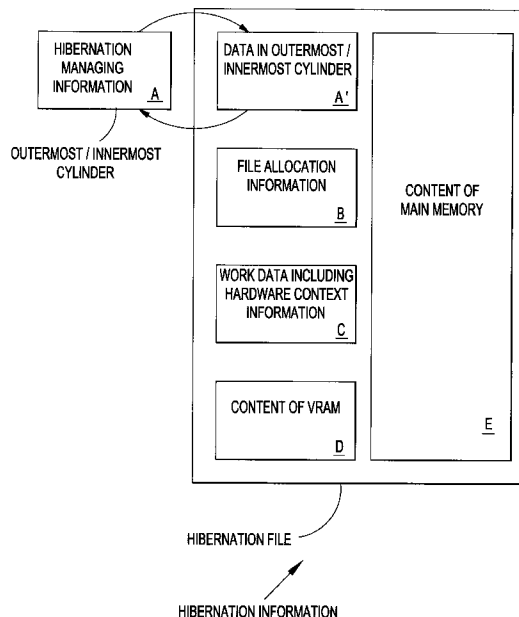 HIBERNATION
MANAGING
INFORMATION
A
OUTERMOST / INNERMOST
CYLINDER
DATA IN OUTERMOST /
INNERMOST CYLINDER
A'
FILE ALLOCATION
INFORMATION
B
WORK DATA INCLUDING
HARDWARE CONTEXT
INFORMATION
C
CONTENT OF VRAM
D
CONTENT OF
MAIN MEMORY
E
HIBERNATION FILE
HIBERNATION INFORMATION